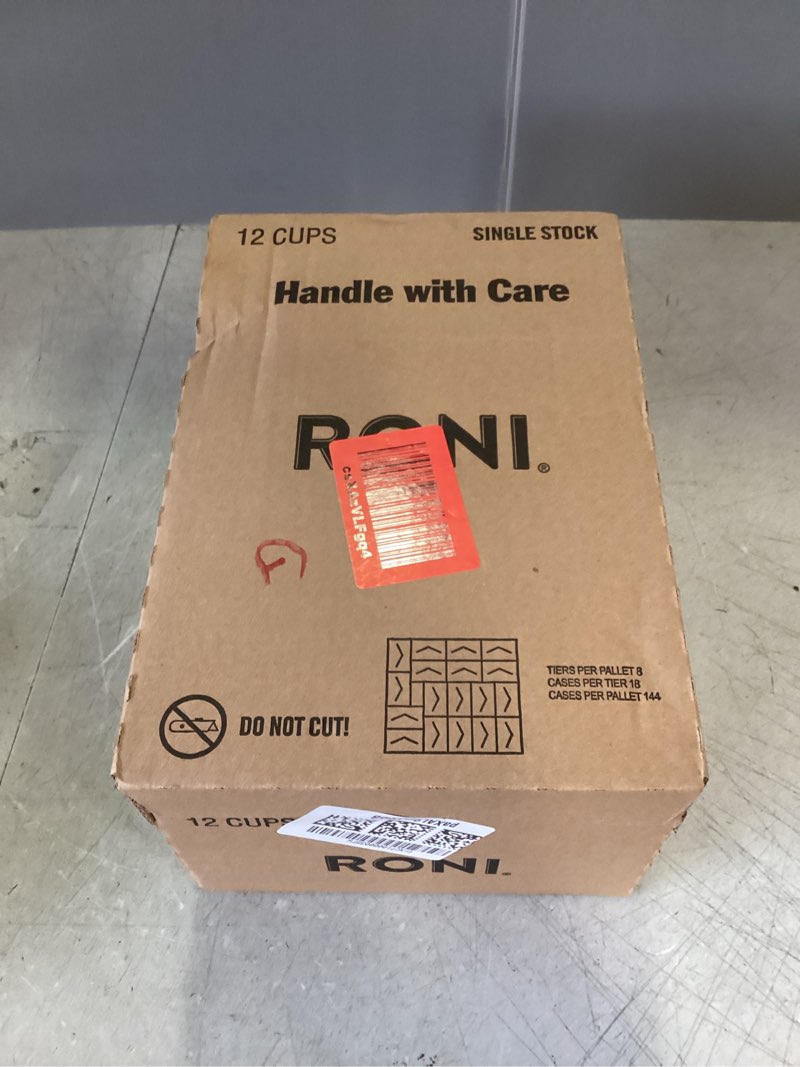 12 CUPS
SINGLE STOCK
Handle with Care
RONI®
TIERS PER PALLET 8
CASES PER TIER 18
CASES PER PALLET 144
DO NOT CUT!
12 CUPS
RONI